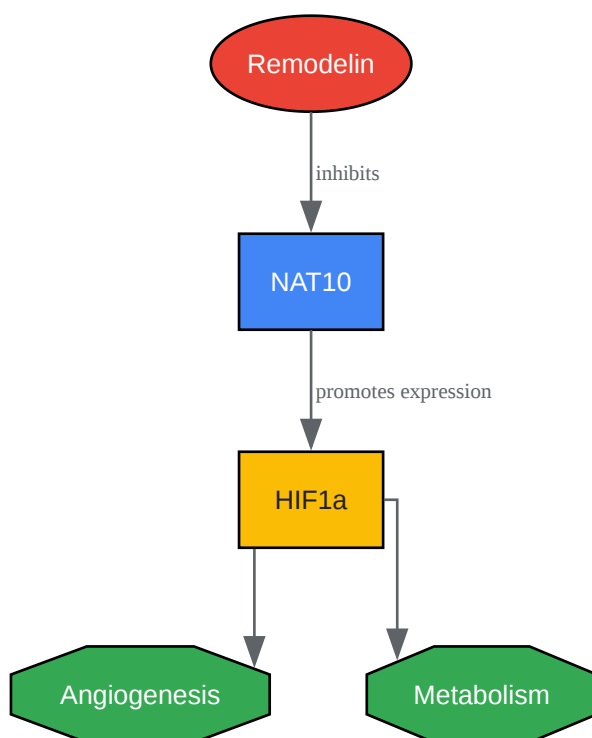 Remodelin
inhibits
NAT10
promotes expression
HIF1a
Angiogenesis
Metabolism